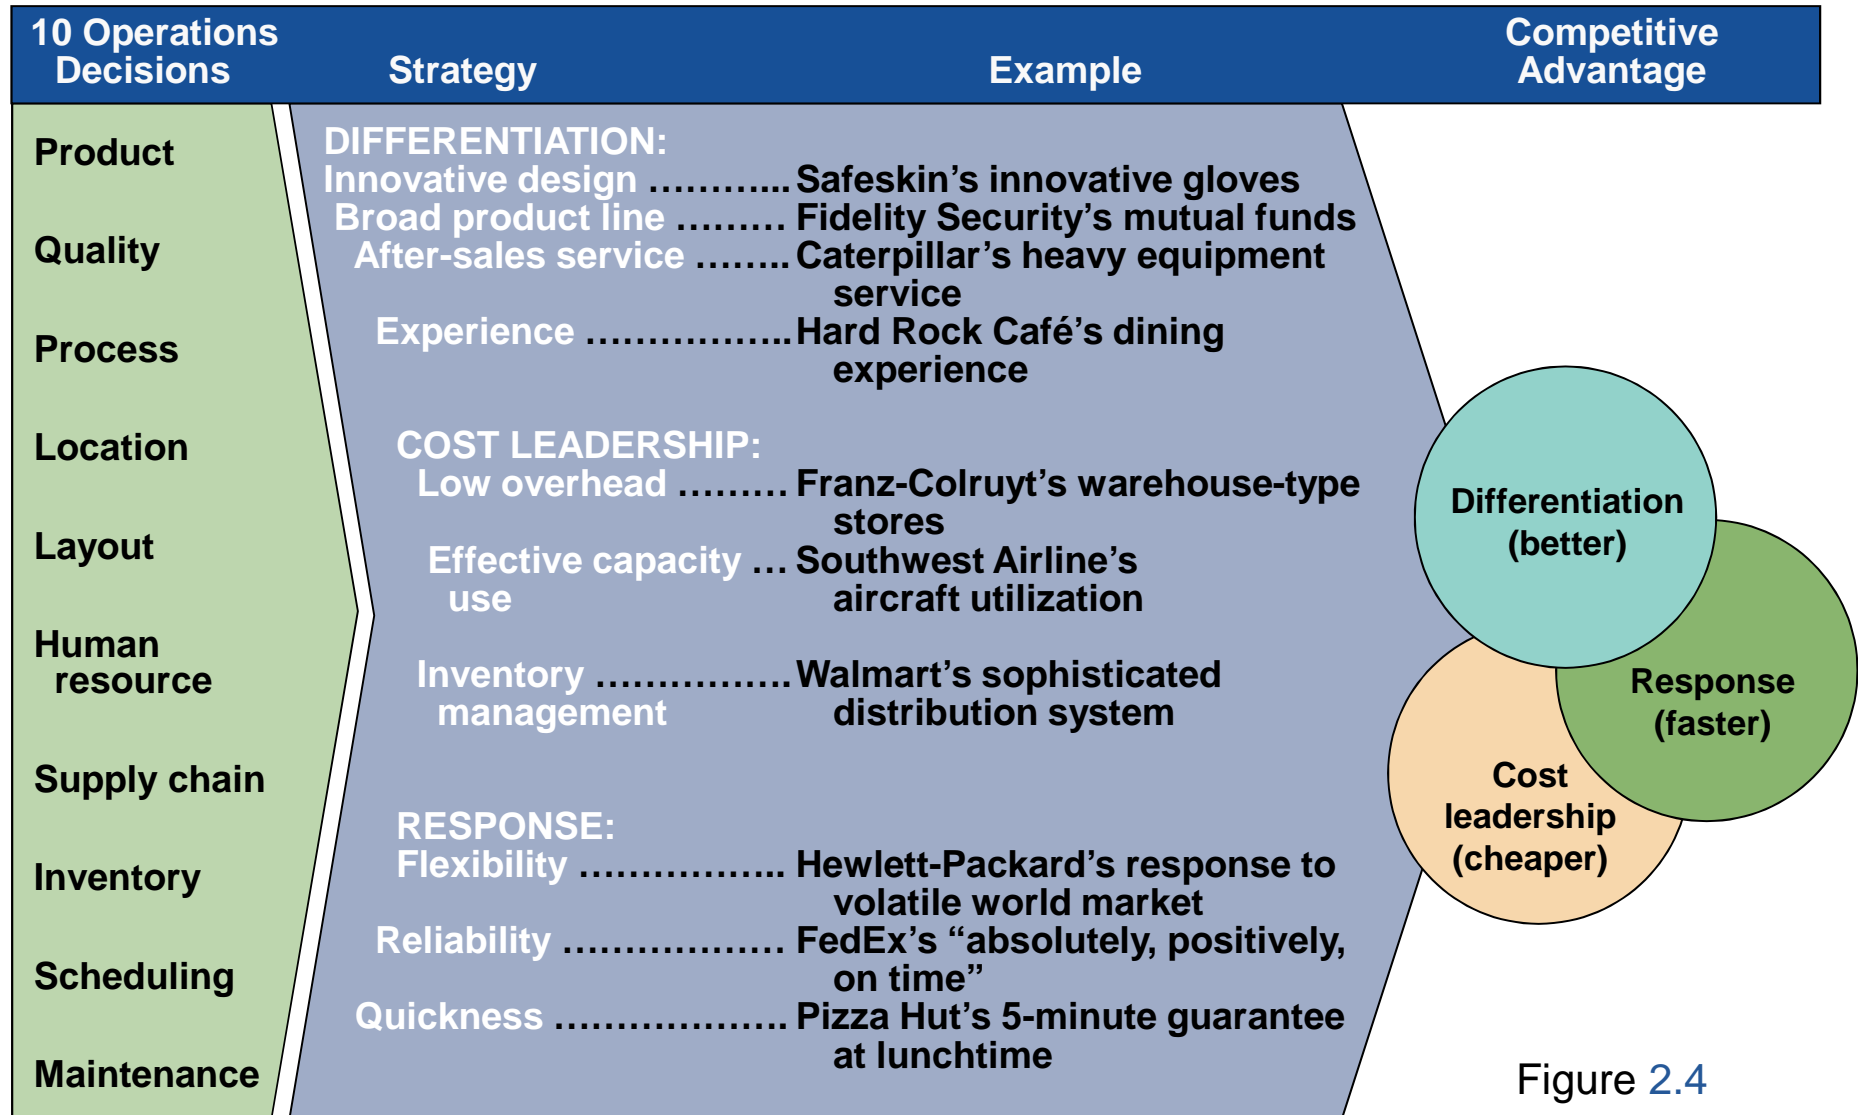 10 Operations
Decisions
Strategy
Example
Competitive
Advantage
Product
Quality
Process
Location
Layout
Human
resource
Supply chain
Inventory
Scheduling
Maintenance
DIFFERENTIATION:
Innovative design ………... Safeskin’s innovative gloves
Broad product line ……… Fidelity Security’s mutual funds
After-sales service …….. Caterpillar’s heavy equipment
service
Experience …………….. Hard Rock Café’s dining
experience
COST LEADERSHIP:
Low overhead ……… Franz-Colruyt’s warehouse-type
stores
Effective capacity … Southwest Airline’s
use aircraft utilization
Inventory ……………. Walmart’s sophisticated
management distribution system
RESPONSE:
Flexibility …………….. Hewlett-Packard’s response to
volatile world market
Reliability ……………… FedEx’s “absolutely, positively,
on time”
Quickness ………………. Pizza Hut’s 5-minute guarantee
at lunchtime
Differentiation
(better)
Response
(faster)
Cost
leadership
(cheaper)
Figure 2.4